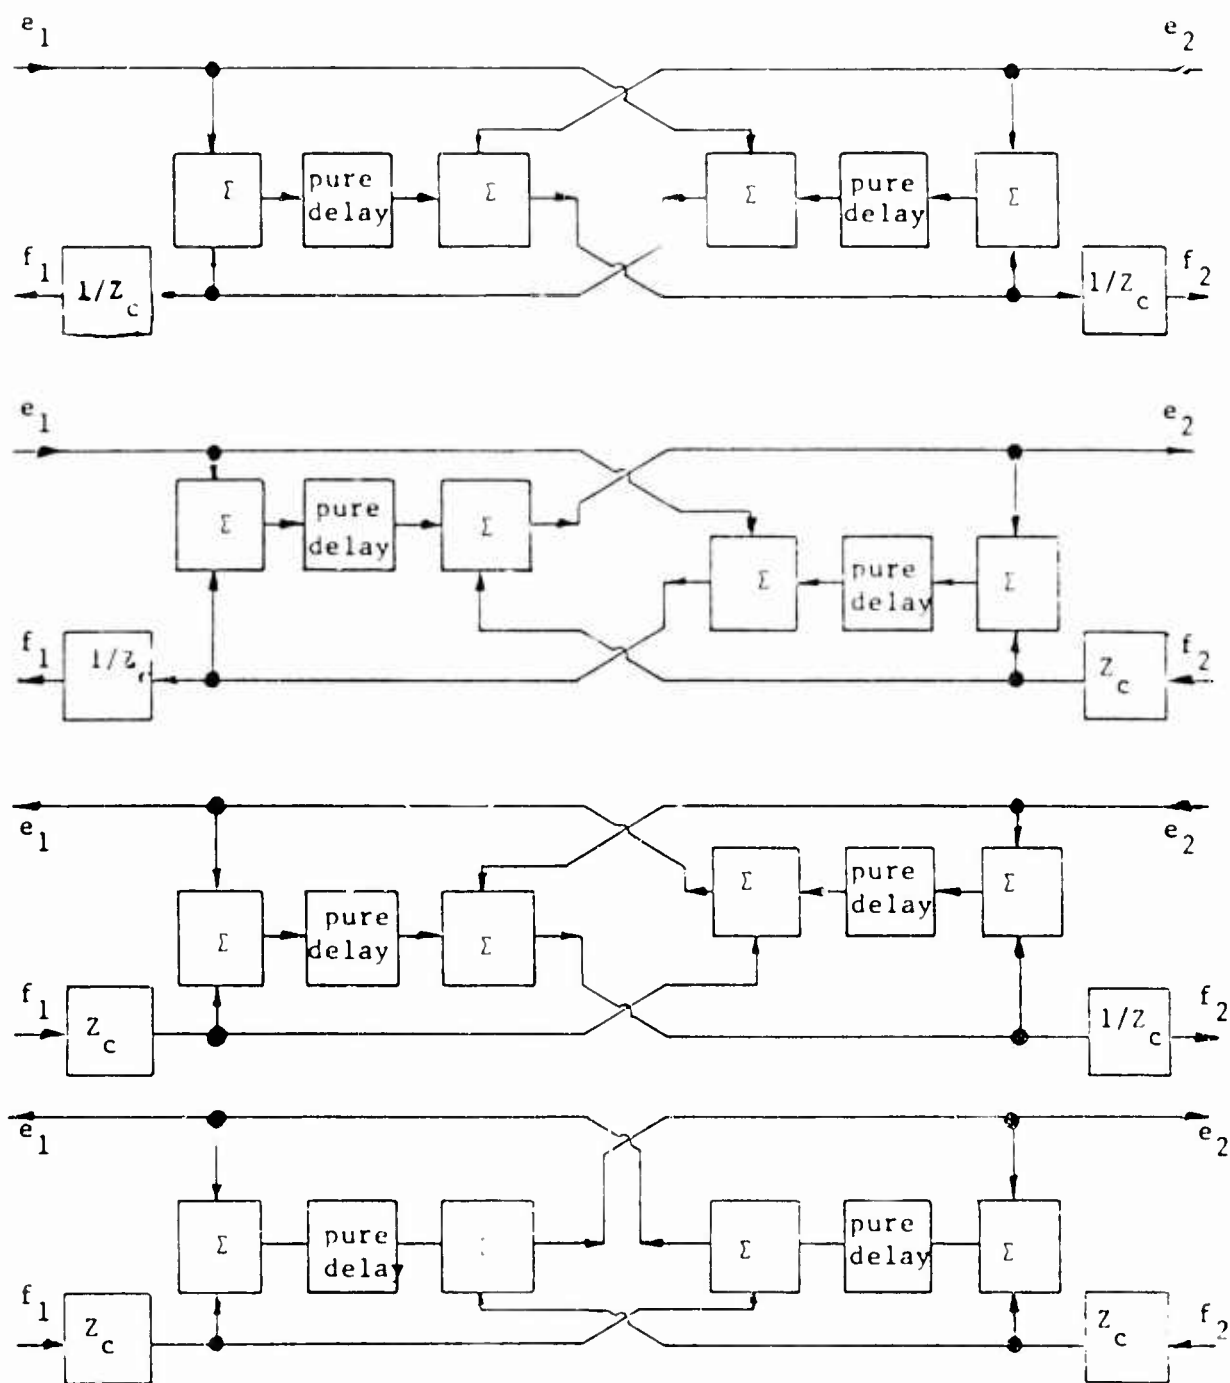 e1 e2
Σ pure delay Σ Σ pure delay Σ
f1 1/Zc 1/Zc f2
e1 e2
Σ pure delay Σ Σ pure delay Σ
f1 1/Z Zc f2
e1 e2
Σ pure delay Σ Σ pure delay Σ
f1 Zc 1/Zc f2
e1 e2
Σ pure dela Σ pure delay Σ
f1 Zc Zc f2